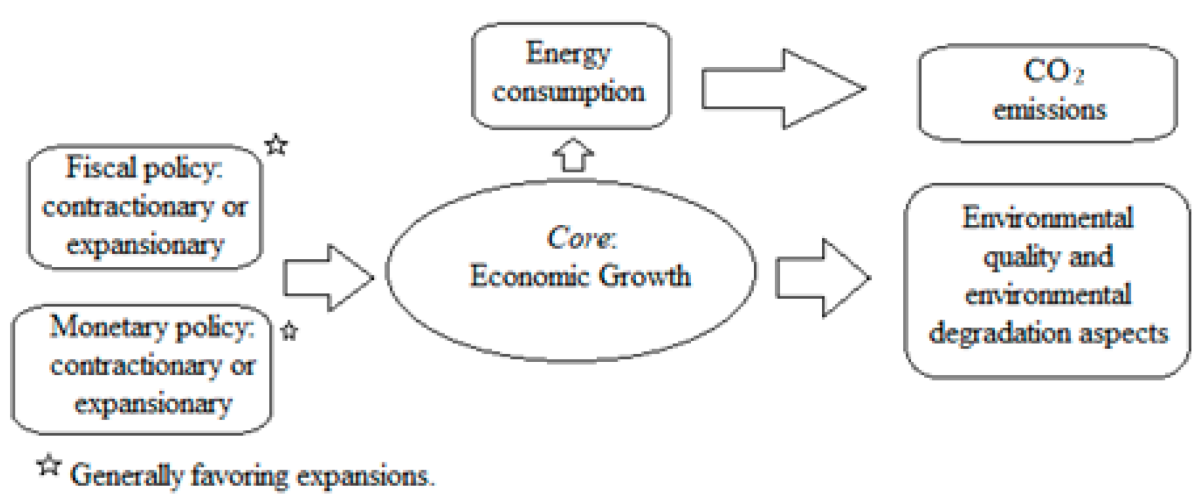 Energy
consumption
CO₂
emissions
☆
Fiscal policy:
contractionary or
expansionary
Core:
Economic Growth
Environmental
quality and
environmental
degradation aspects
☆
Monetary policy:
contractionary or
expansionary
☆ Generally favoring expansions.